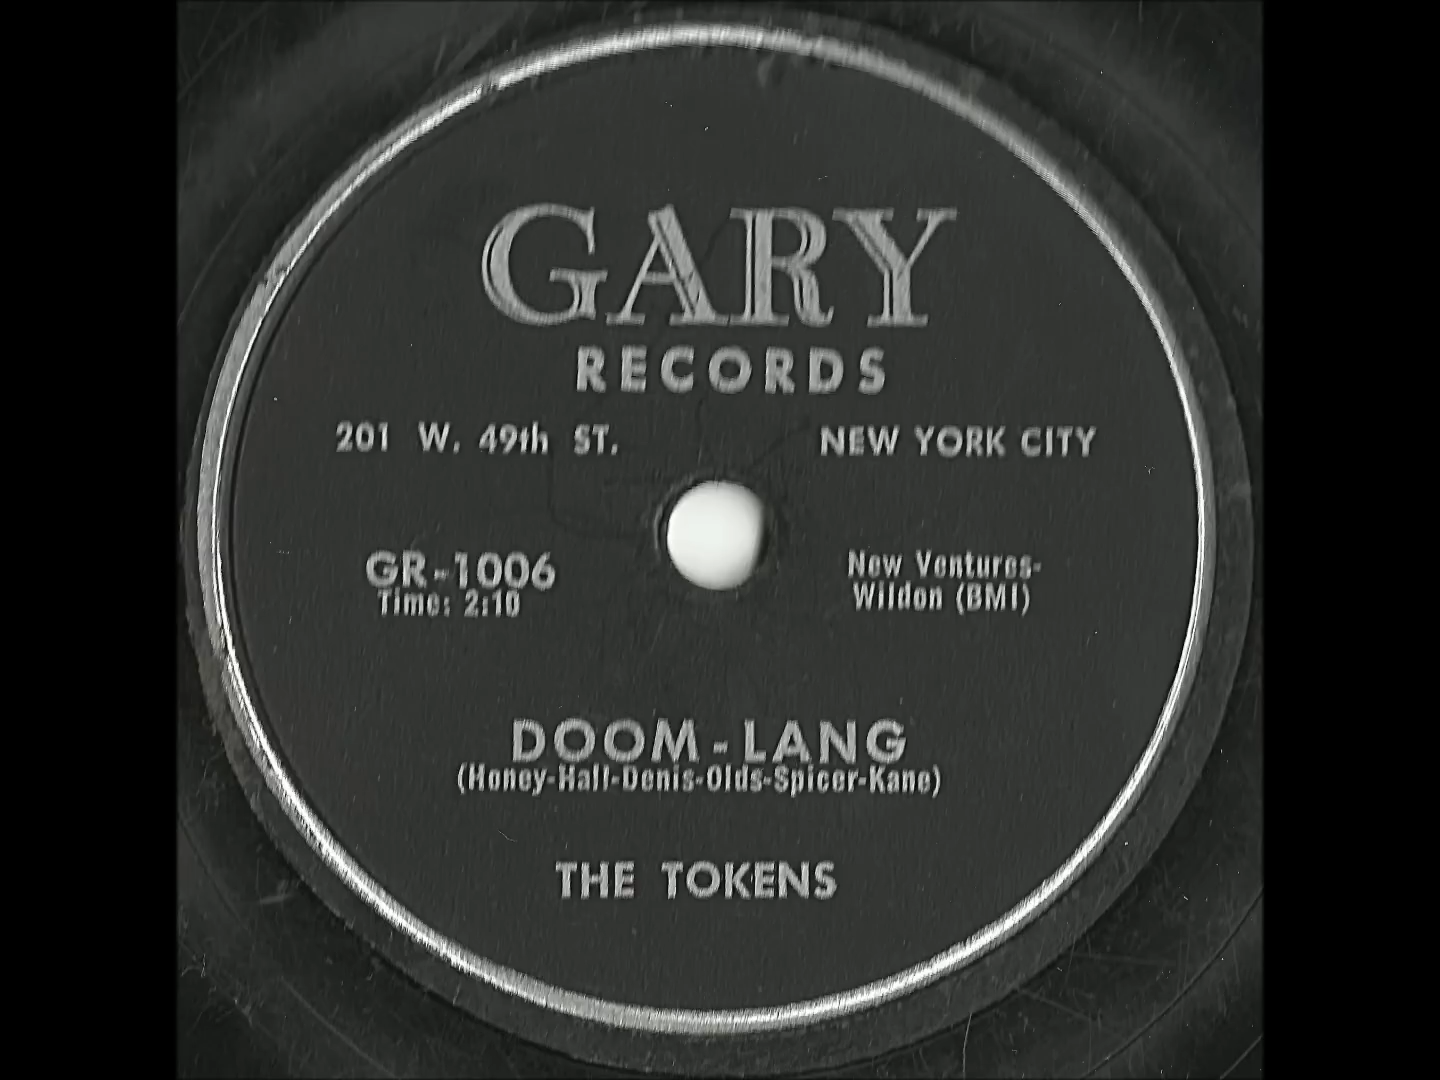 GARY
RECORDS
201 W. 49th ST. NEW YORK CITY
GR-1006
Time: 2:10
New Ventures-
Wildon (BMI)
DOOM-LANG
(Honey-Hall-Denis-Olds-Spicer-Kane)
THE TOKENS